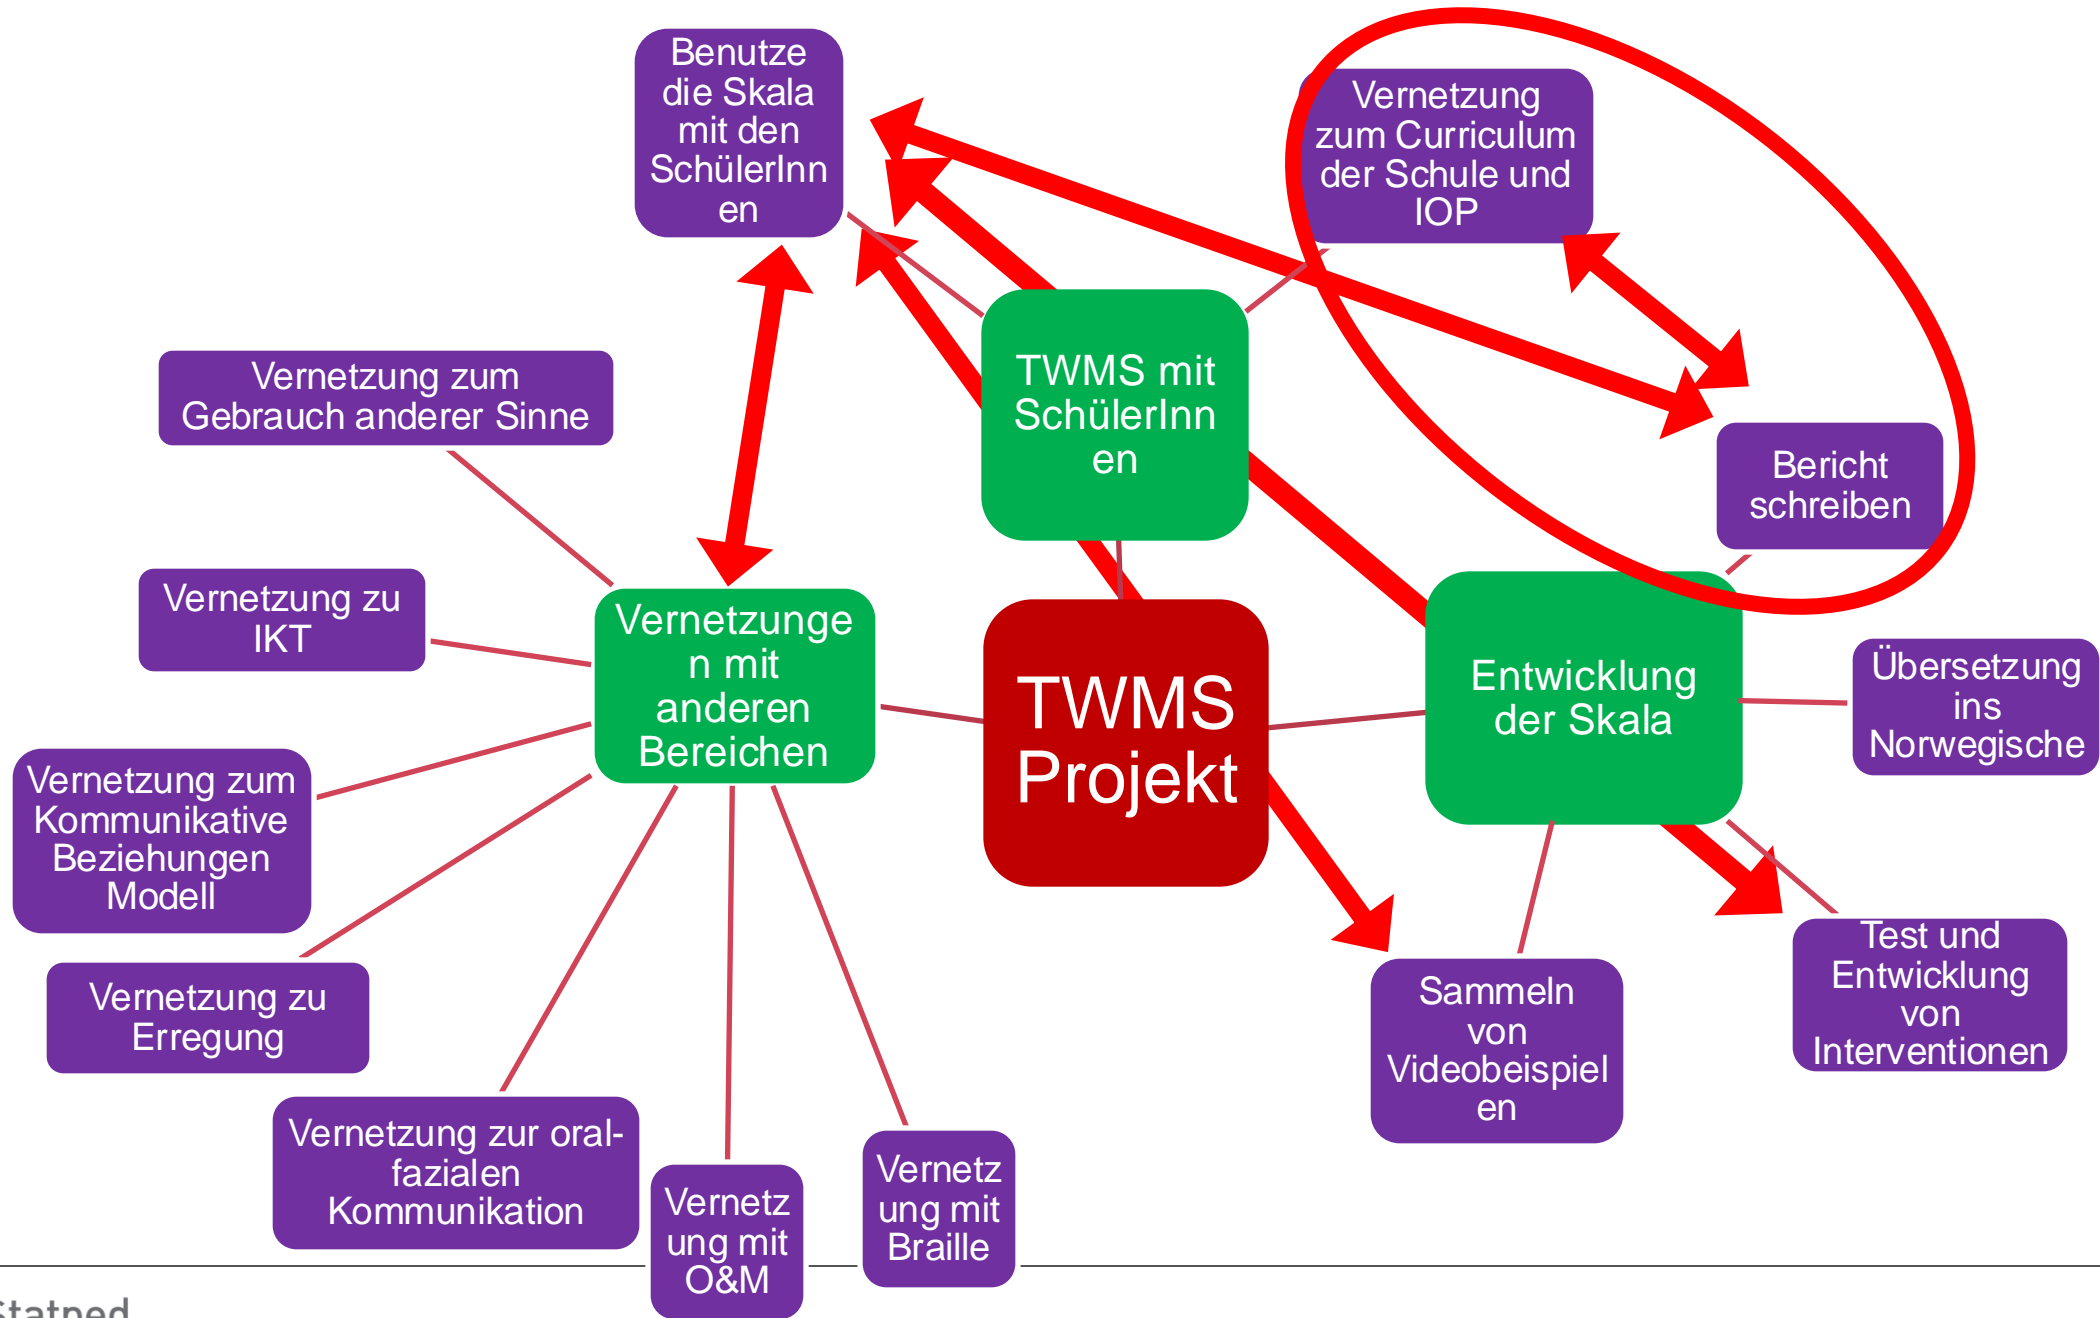 Benutze
die Skala
mit den
SchülerInn
en
Vernetzung
zum Curriculum
der Schule und
IOP
TWMS mit
SchülerInn
en
Vernetzung zum
Gebrauch anderer Sinne
Bericht
schreiben
Vernetzung zu
IKT
Vernetzunge
n mit
anderen
Bereichen
TWMS
Projekt
Entwicklung
der Skala
Übersetzung
ins
Norwegische
Vernetzung zum
Kommunikative
Beziehungen
Modell
Vernetzung zu
Erregung
Sammeln
von
Videobeispiel
en
Test und
Entwicklung
von
Interventionen
Vernetzung zur oral-
fazialen
Kommunikation
Vernetz
ung mit
O&M
Vernetz
ung mit
Braille
Statped